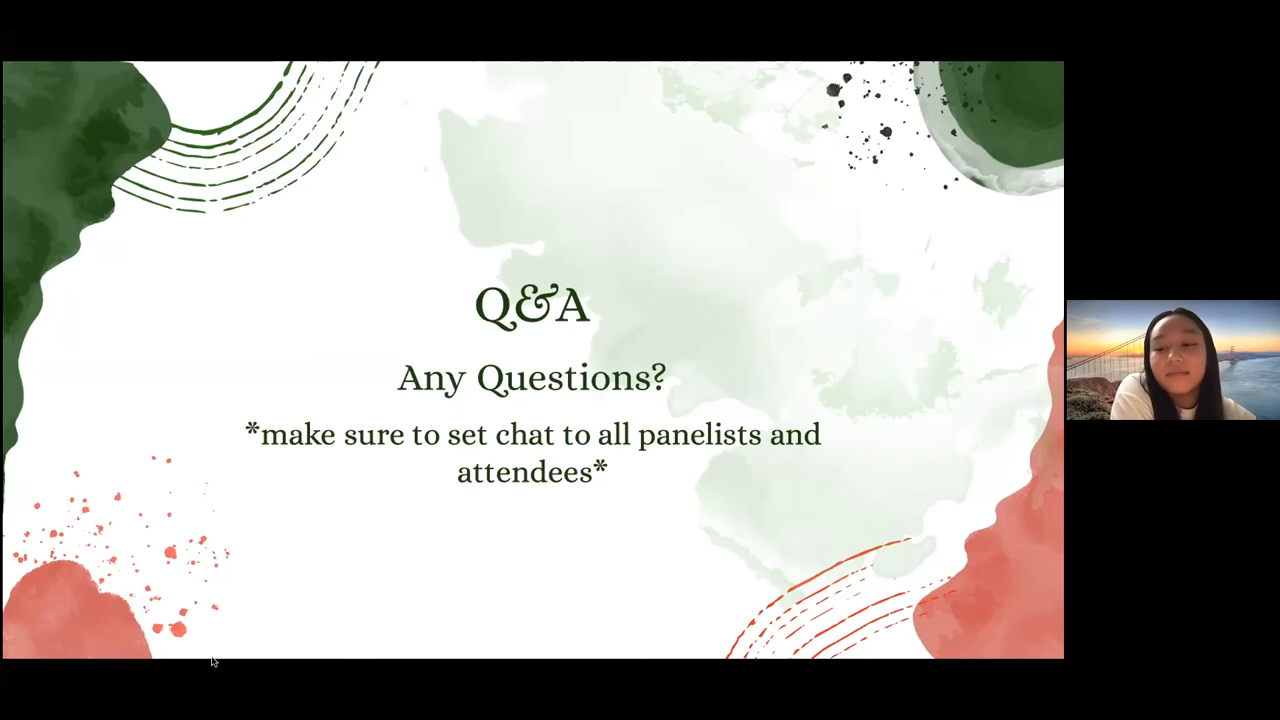 Q&A
Any Questions?
*make sure to set chat to all panelists and
attendees*